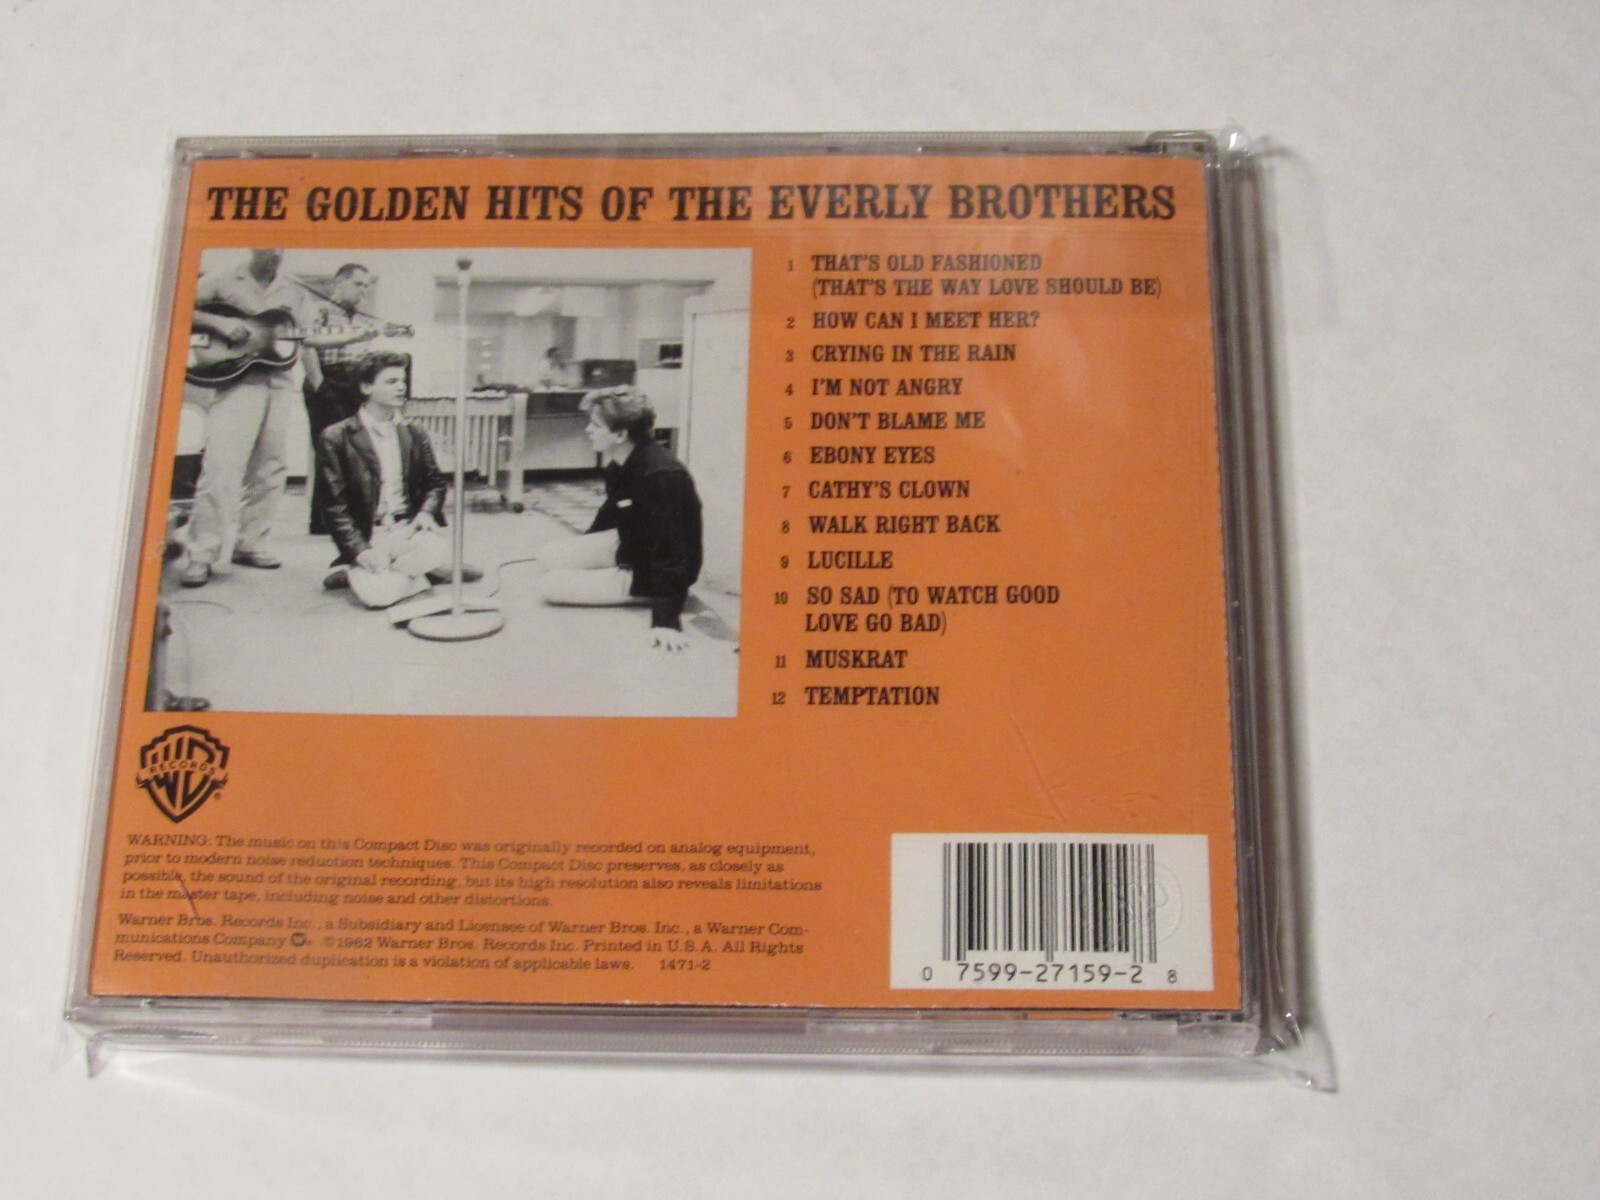 THE GOLDEN HITS OF THE EVERLY BROTHERS
1 THAT'S OLD FASHIONED
(THAT'S THE WAY LOVE SHOULD BE)
2 HOW CAN I MEET HER?
3 CRYING IN THE RAIN
4 I'M NOT ANGRY
5 DON'T BLAME ME
6 EBONY EYES
7 CATHY'S CLOWN
8 WALK RIGHT BACK
9 LUCILLE
10 SO SAD (TO WATCH GOOD
LOVE GO BAD)
11 MUSKRAT
12 TEMPTATION
WB
RECORDS
®
WARNING: The music on this Compact Disc was originally recorded on analog equipment,
prior to modern noise reduction techniques. This Compact Disc preserves, as closely as
possible, the sound of the original recording, but its high resolution also reveals limitations
in the master tape, including noise and other distortions.
Warner Bros. Records Inc., a Subsidiary and Licensee of Warner Bros. Inc., a Warner Com-
munications Company ©1962 Warner Bros. Records Inc. Printed in U.S.A. All Rights
Reserved. Unauthorized duplication is a violation of applicable laws. 1471-2
0 7599-27159-2 8